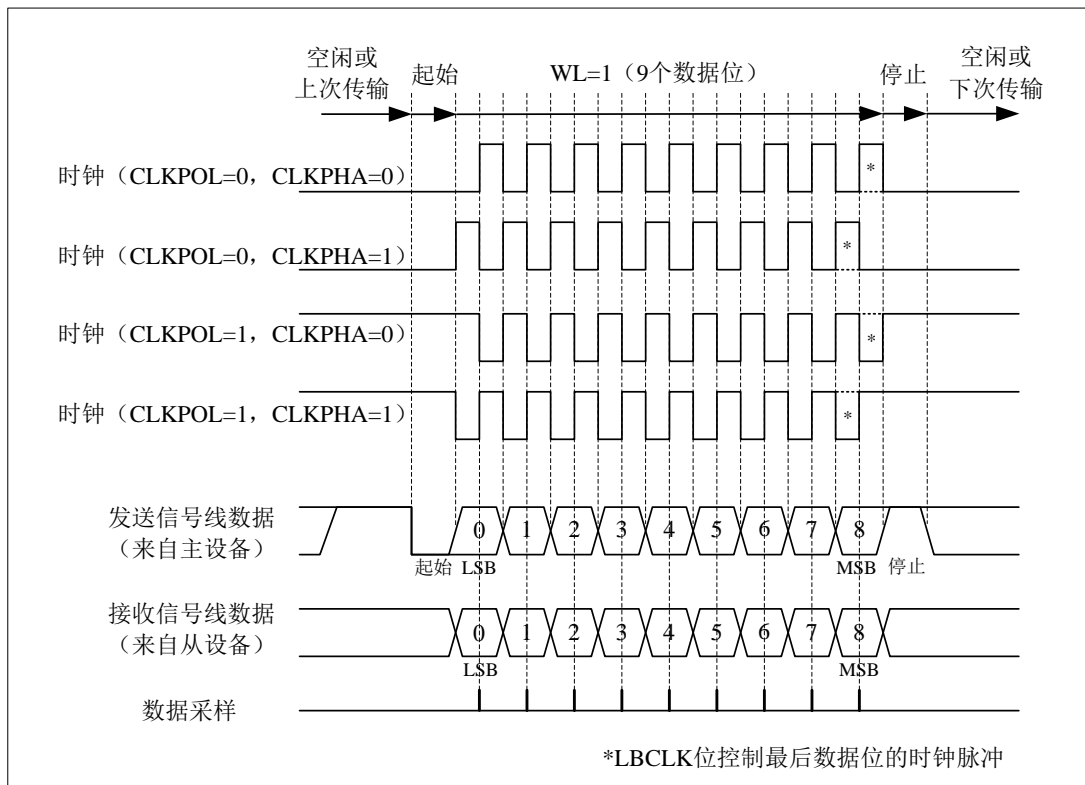 空闲或
上次传输
起始
WL=1（9个数据位）
停止
空闲或
下次传输
时钟（CLKPOL=0，CLKPHA=0）
*
时钟（CLKPOL=0，CLKPHA=1）
*
时钟（CLKPOL=1，CLKPHA=0）
*
时钟（CLKPOL=1，CLKPHA=1）
*
发送信号线数据
（来自主设备）
0 1 2 3 4 5 6 7 8
起始 LSB MSB 停止
接收信号线数据
（来自从设备）
0 1 2 3 4 5 6 7 8
LSB MSB
数据采样
*LBCLK位控制最后数据位的时钟脉冲